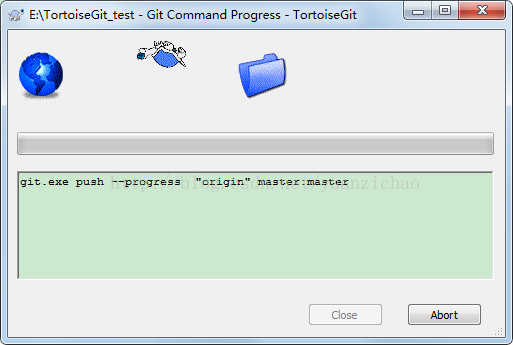 E:\TortoiseGit_test - Git Command Progress - TortoiseGit
git.exe push --progress  "origin" master:master
Close
Abort